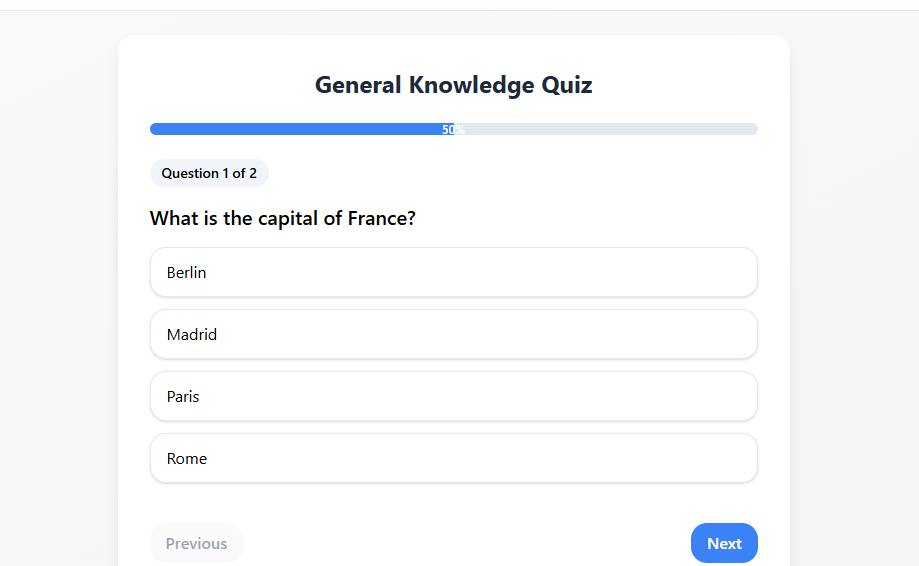 General Knowledge Quiz
50%
Question 1 of 2
What is the capital of France?
Berlin
Madrid
Paris
Rome
Previous
Next